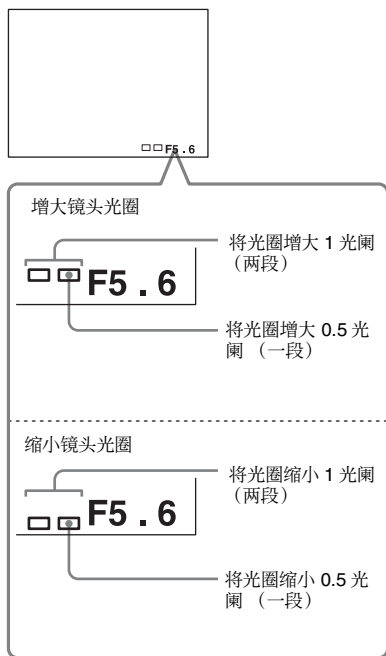 F5 . 6
增大镜头光圈
将光圈增大 1 光阑
（两段）
F5 . 6
将光圈增大 0.5 光
阑 （一段）
缩小镜头光圈
将光圈缩小 1 光阑
（两段）
F5 . 6
将光圈缩小 0.5 光
阑 （一段）